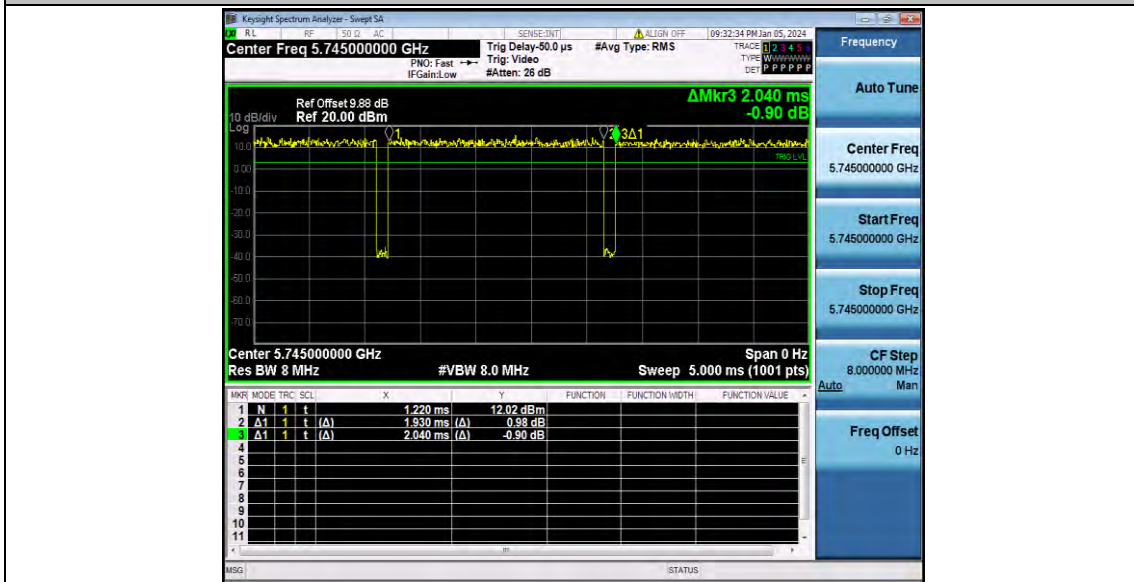 Keysight Spectrum Analyzer - Swept SA
RL RF 50 Ω AC SENSE:INT ALIGN OFF 09:32:34 PM Jan 05, 2024
Center Freq 5.745000000 GHz
PNO: Fast
IFGain:Low
Trig Delay-50.0 µs
Trig: Video
#Atten: 26 dB
#Avg Type: RMS
TRACE 1 2 3 4 5 6
TYPE WWWWWW
DET P P P P P P
Frequency
Auto Tune
Center Freq
5.745000000 GHz
Start Freq
5.745000000 GHz
Stop Freq
5.745000000 GHz
CF Step
8.000000 MHz
Auto Man
Freq Offset
0 Hz
ΔMkr3 2.040 ms
-0.90 dB
Ref Offset 9.88 dB
10 dB/div Ref 20.00 dBm
Log
1
3Δ1
TRIG LVL
10.0
0.00
-10.0
-20.0
-30.0
-40.0
-50.0
-60.0
-70.0
Center 5.745000000 GHz Span 0 Hz
Res BW 8 MHz #VBW 8.0 MHz Sweep 5.000 ms (1001 pts)
MKR MODE TRC SCL X Y FUNCTION FUNCTION WIDTH FUNCTION VALUE
1 N 1 t 1.220 ms 12.02 dBm
2 Δ1 1 t (Δ) 1.930 ms (Δ) 0.98 dB
3 Δ1 1 t (Δ) 2.040 ms (Δ) -0.90 dB
4
5
6
7
8
9
10
11
MSG STATUS